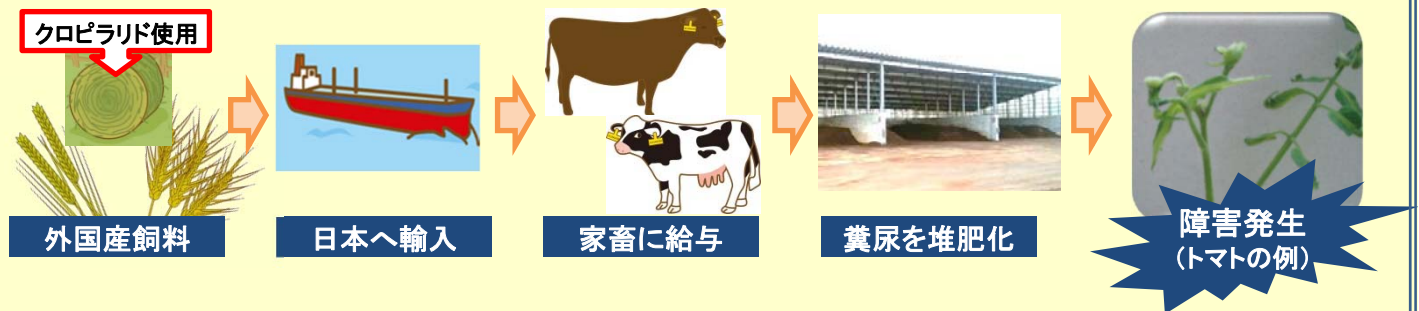 クロピラリド使用
外国産飼料
日本へ輸入
家畜に給与
糞尿を堆肥化
障害発生
(トマトの例)